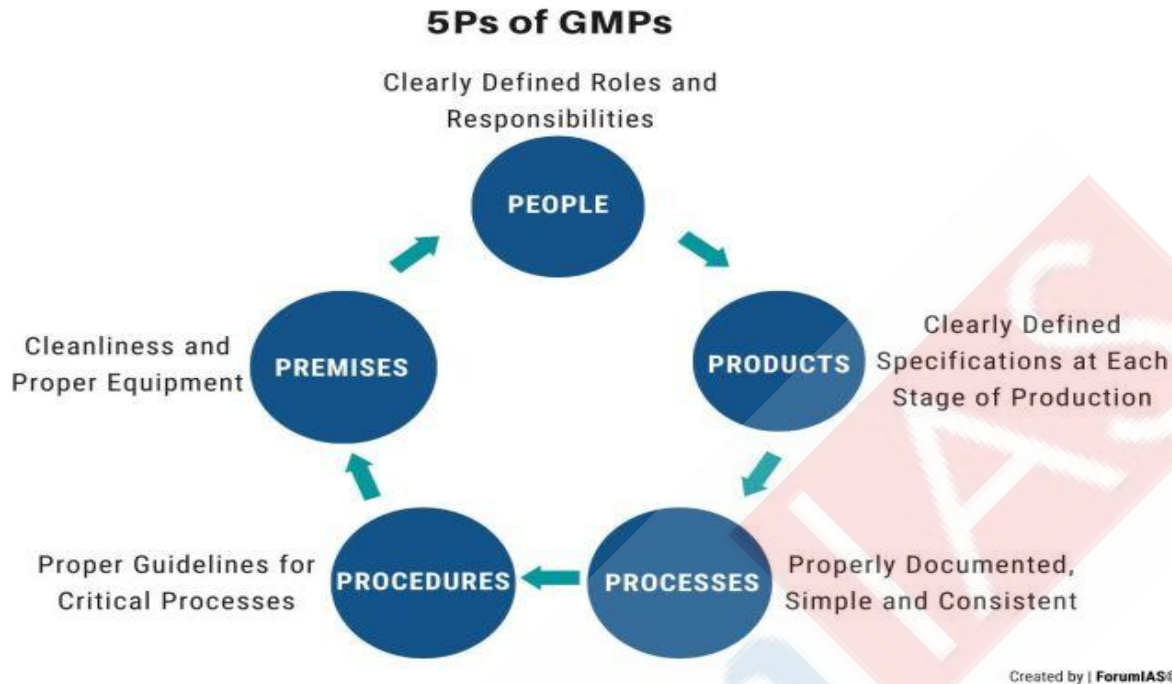 5Ps of GMPs
Clearly Defined Roles and
Responsibilities
PEOPLE
PRODUCTS
Clearly Defined
Specifications at Each
Stage of Production
PROCESSES
Properly Documented,
Simple and Consistent
PROCEDURES
Proper Guidelines for
Critical Processes
PREMISES
Cleanliness and
Proper Equipment
IAS
Created by | ForumIAS®